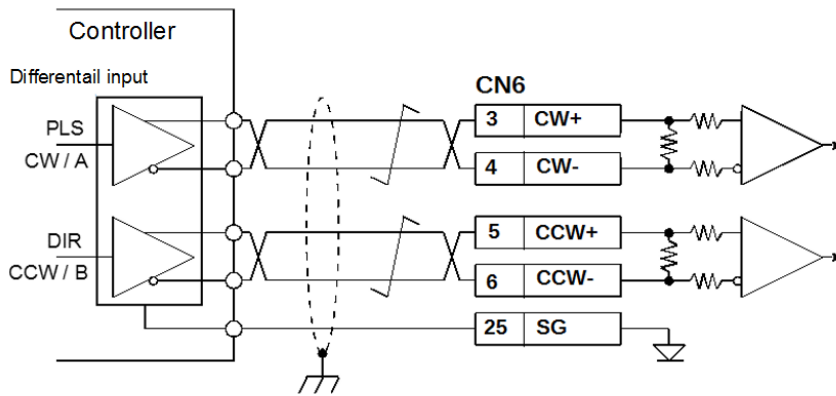 Controller
Differentail input
PLS
CW / A
DIR
CCW / B
CN6
3 CW+
4 CW-
5 CCW+
6 CCW-
25 SG